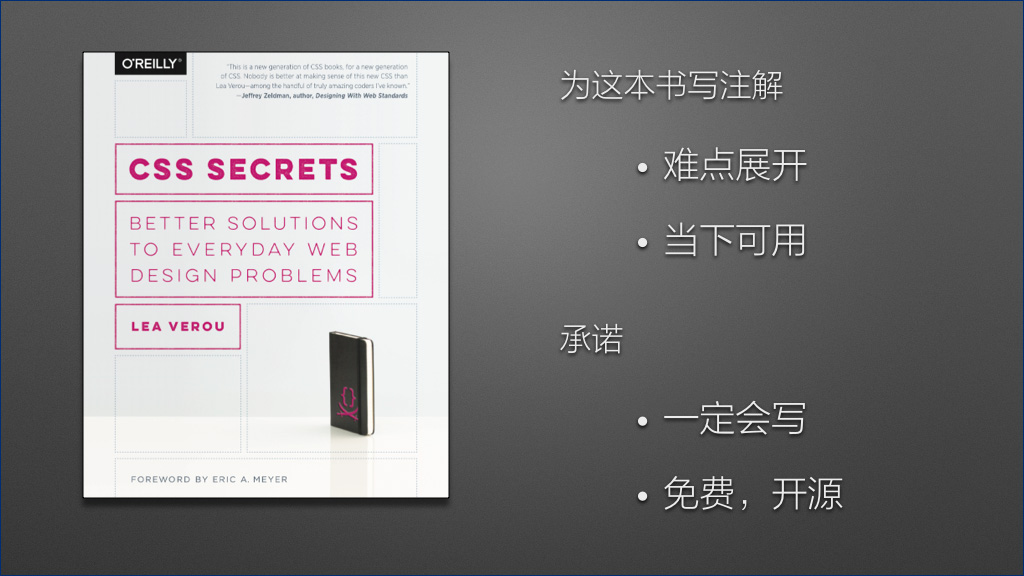 O'REILLY®
"This is a new generation of CSS books, for a new generation
of CSS. Nobody is better at making sense of this new CSS than
Lea Verou—among the handful of truly amazing coders I've known."
—Jeffrey Zeldman, author, Designing With Web Standards
CSS SECRETS
BETTER SOLUTIONS
TO EVERYDAY WEB
DESIGN PROBLEMS
LEA VEROU
FOREWORD BY ERIC A. MEYER
为这本书写注解
• 难点展开
• 当下可用
承诺
• 一定会写
• 免费，开源